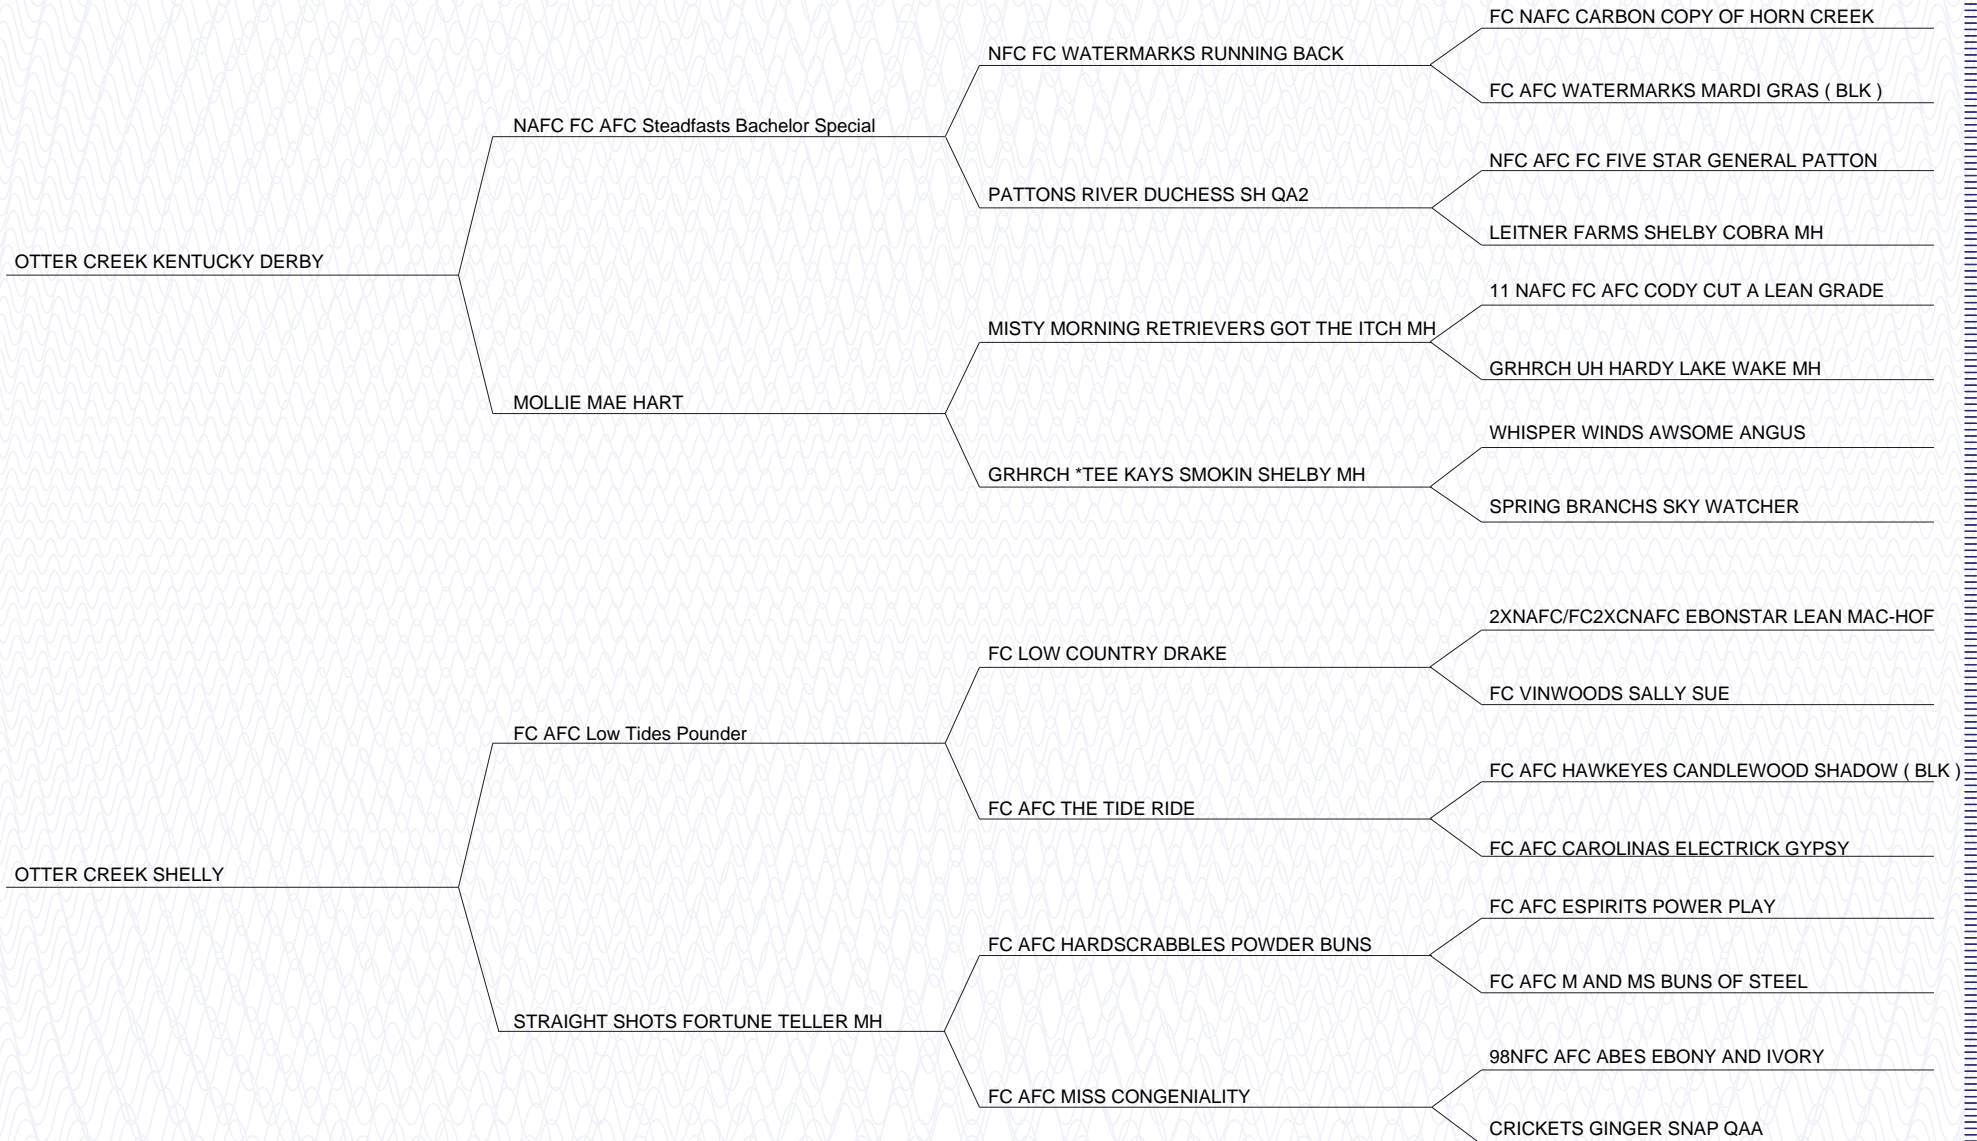 FC NAFC CARBON COPY OF HORN CREEK
NFC FC WATERMARKS RUNNING BACK
FC AFC WATERMARKS MARDI GRAS ( BLK )
NAFC FC AFC Steadfasts Bachelor Special
NFC AFC FC FIVE STAR GENERAL PATTON
PATTONS RIVER DUCHESS SH QA2
LEITNER FARMS SHELBY COBRA MH
OTTER CREEK KENTUCKY DERBY
11 NAFC FC AFC CODY CUT A LEAN GRADE
MISTY MORNING RETRIEVERS GOT THE ITCH MH
GRHRCH UH HARDY LAKE WAKE MH
MOLLIE MAE HART
WHISPER WINDS AWSOME ANGUS
GRHRCH *TEE KAYS SMOKIN SHELBY MH
SPRING BRANCHS SKY WATCHER
2XNAFC/FC2XCNAFC EBONSTAR LEAN MAC-HOF
FC LOW COUNTRY DRAKE
FC VINWOODS SALLY SUE
FC AFC Low Tides Pounder
FC AFC HAWKEYES CANDLEWOOD SHADOW ( BLK )
FC AFC THE TIDE RIDE
FC AFC CAROLINAS ELECTRICK GYPSY
OTTER CREEK SHELLY
FC AFC ESPIRITS POWER PLAY
FC AFC HARDSCRABBLES POWDER BUNS
FC AFC M AND MS BUNS OF STEEL
STRAIGHT SHOTS FORTUNE TELLER MH
98NFC AFC ABES EBONY AND IVORY
FC AFC MISS CONGENIALITY
CRICKETS GINGER SNAP QAA